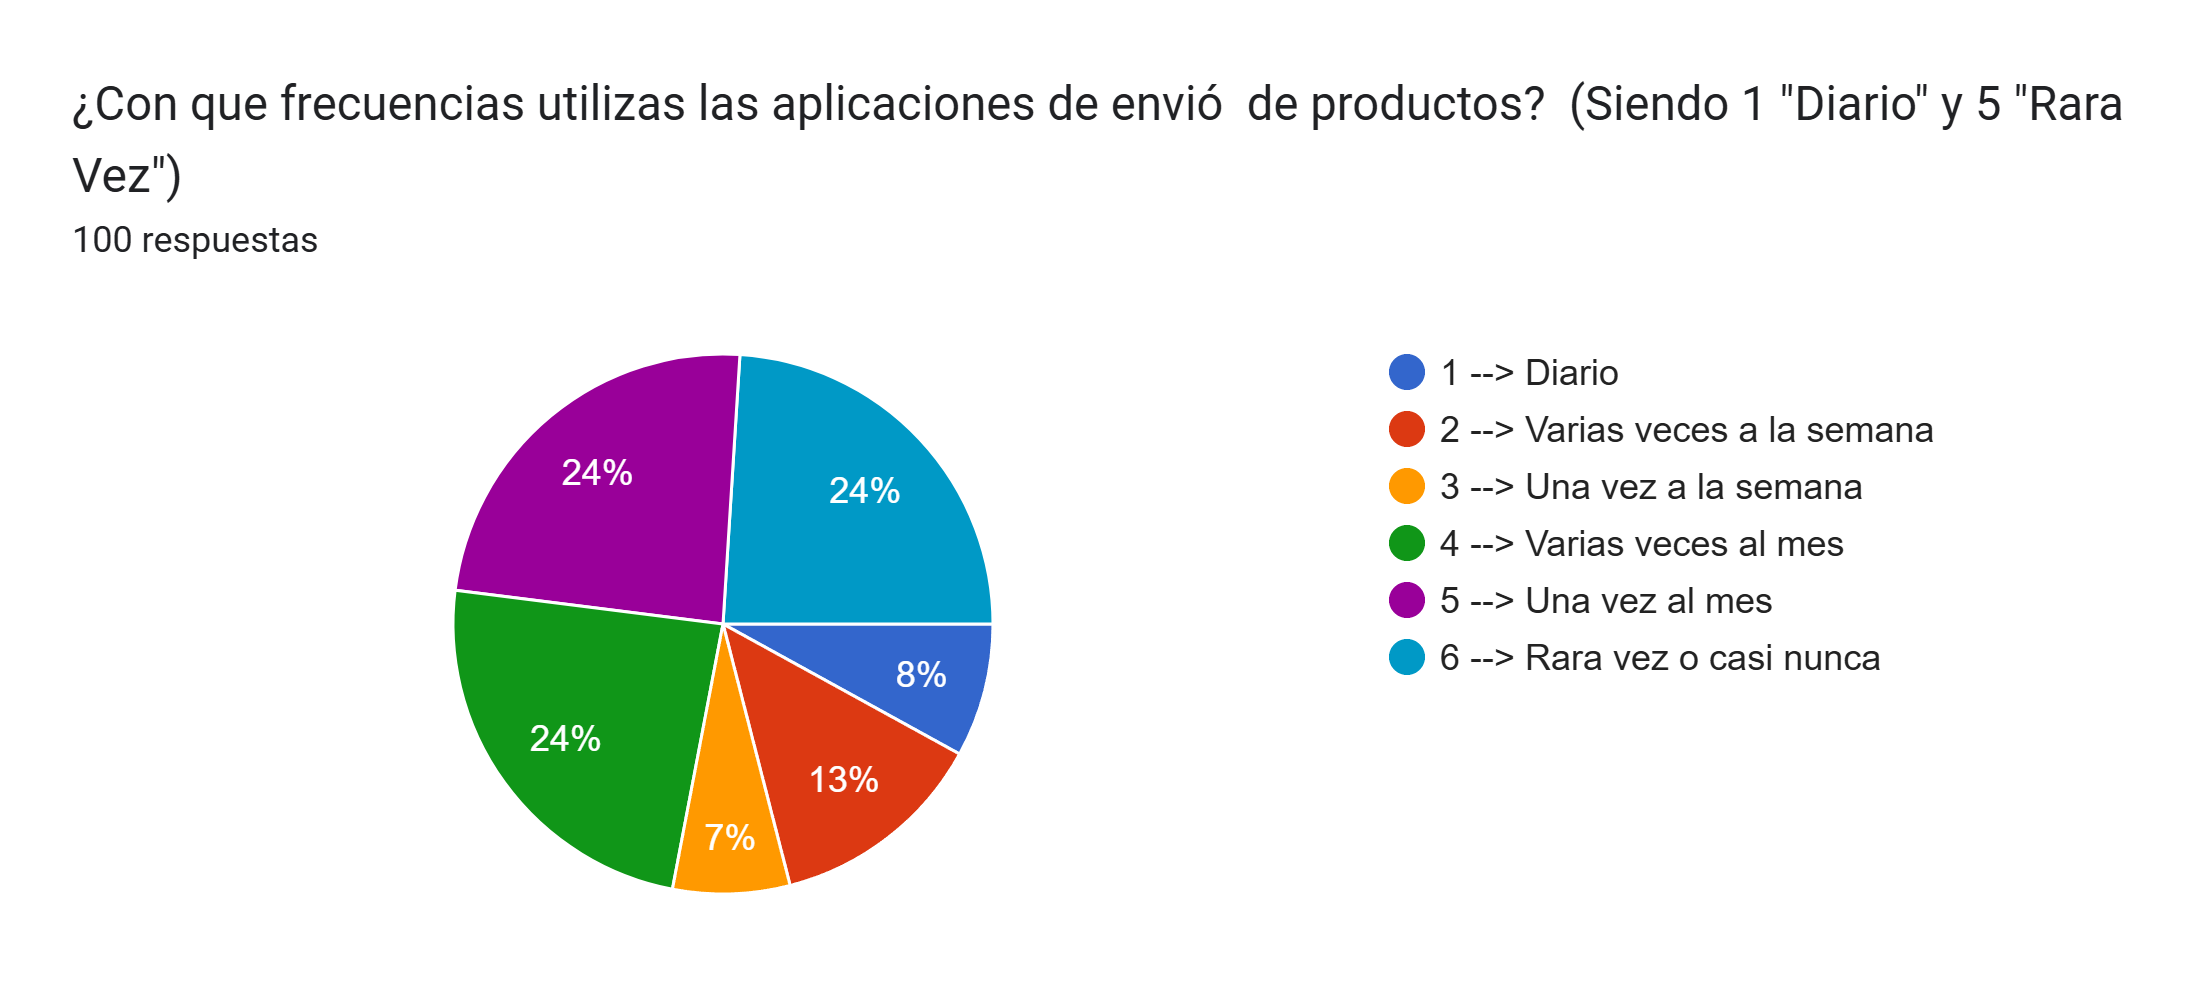 ¿Con que frecuencias utilizas las aplicaciones de envió  de productos?  (Siendo 1 "Diario" y 5 "Rara
Vez")
100 respuestas
24%
24%
8%
24%
13%
7%
1 --> Diario
2 --> Varias veces a la semana
3 --> Una vez a la semana
4 --> Varias veces al mes
5 --> Una vez al mes
6 --> Rara vez o casi nunca